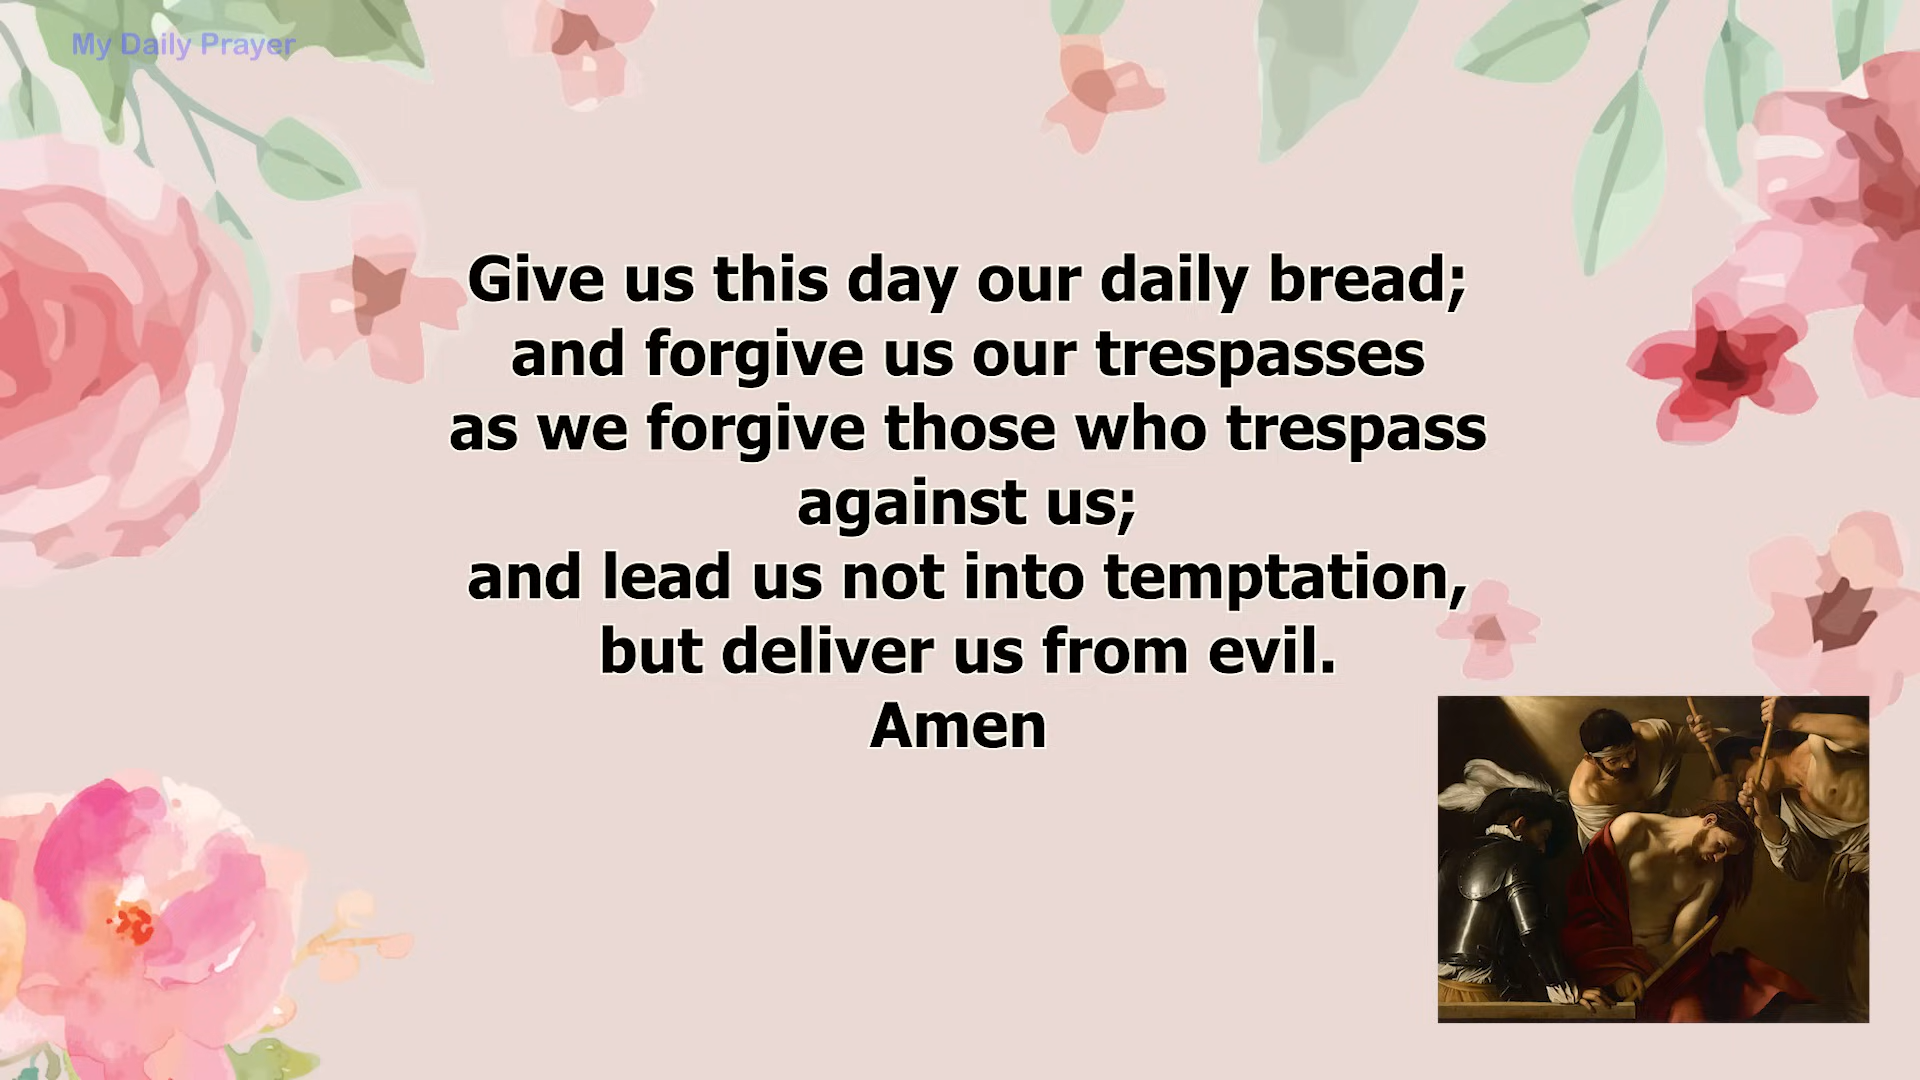 My Daily Prayer
Give us this day our daily bread;
and forgive us our trespasses
as we forgive those who trespass
against us;
and lead us not into temptation,
but deliver us from evil.
Amen